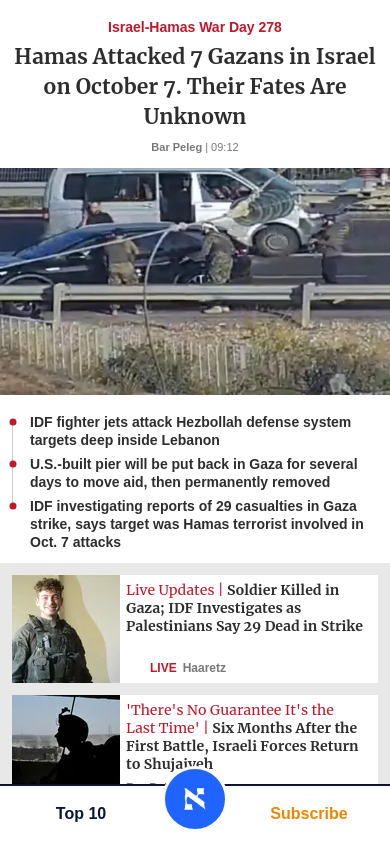 Israel-Hamas War Day 278
Hamas Attacked 7 Gazans in Israel
on October 7. Their Fates Are
Unknown
Bar Peleg | 09:12
IDF fighter jets attack Hezbollah defense system
targets deep inside Lebanon
U.S.-built pier will be put back in Gaza for several
days to move aid, then permanently removed
IDF investigating reports of 29 casualties in Gaza
strike, says target was Hamas terrorist involved in
Oct. 7 attacks
Live Updates | Soldier Killed in
Gaza; IDF Investigates as
Palestinians Say 29 Dead in Strike
LIVE Haaretz
'There's No Guarantee It's the
Last Time' | Six Months After the
First Battle, Israeli Forces Return
to Shujaiyeh
Top 10
Subscribe